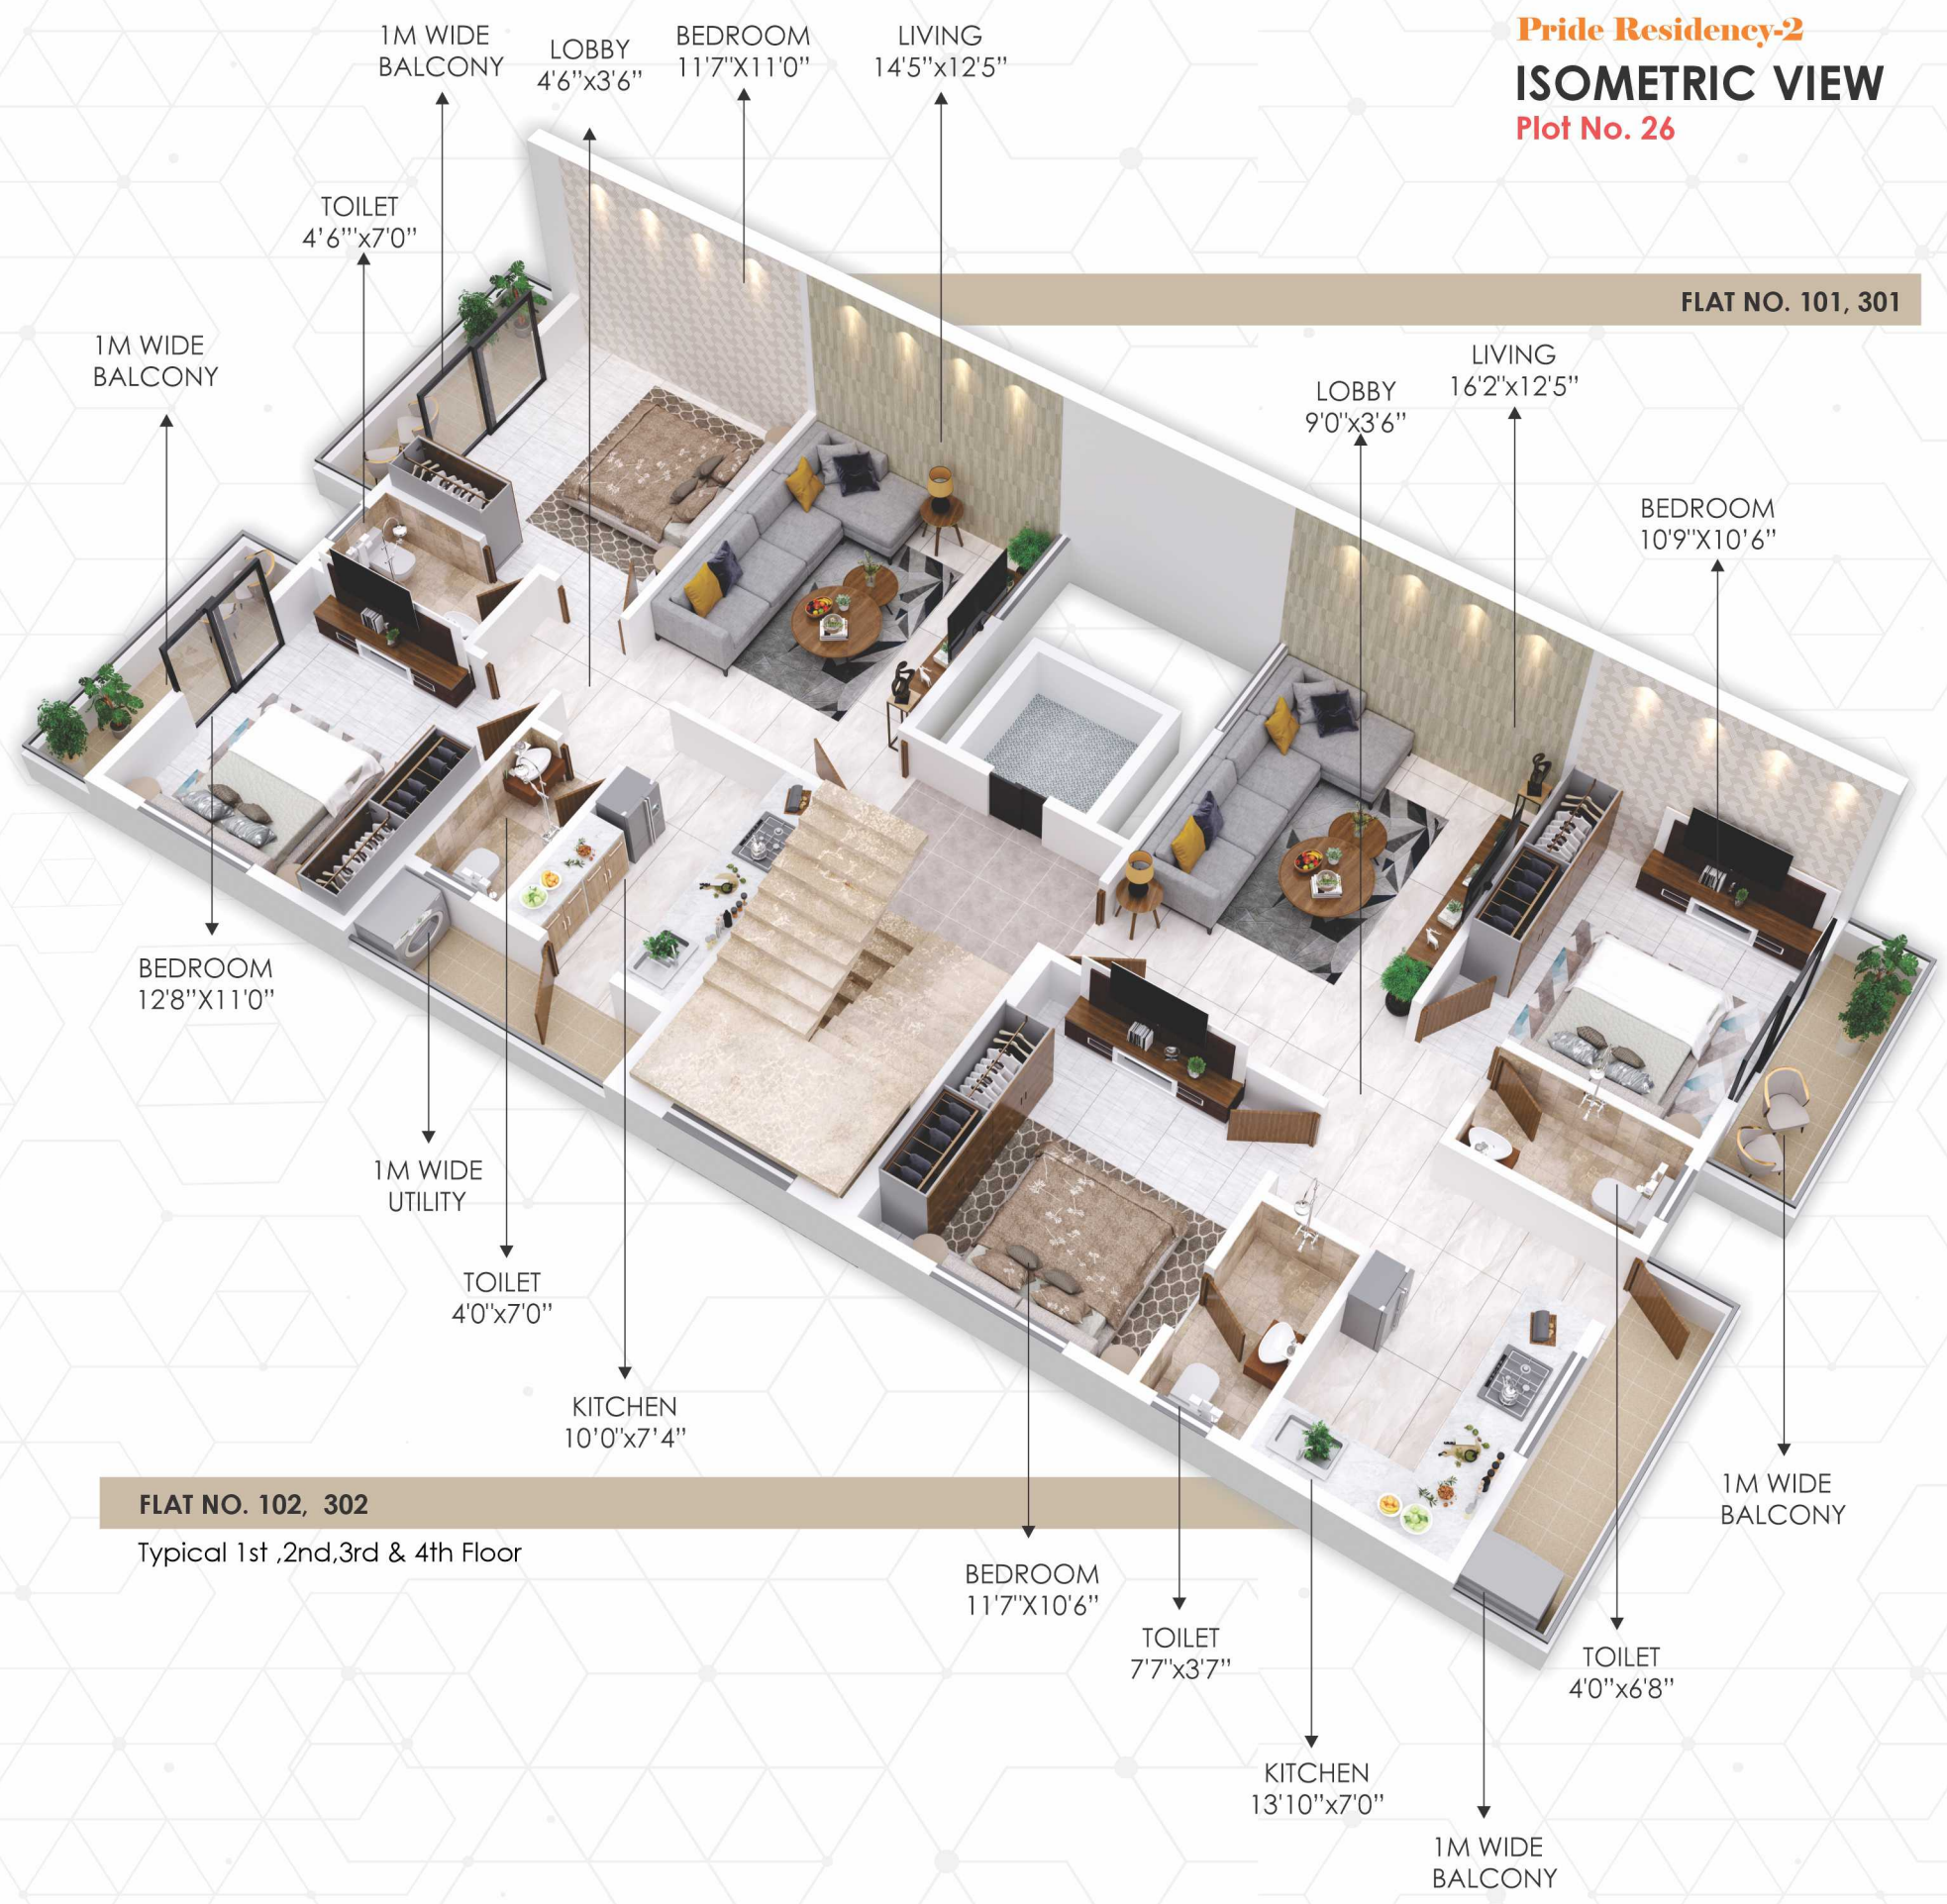 Pride Residency-2
ISOMETRIC VIEW
Plot No. 26
1M WIDE
BALCONY
LOBBY
4'6"x3'6"
BEDROOM
11'7"X11'0"
LIVING
14'5"x12'5"
TOILET
4'6"'x7'0"
1M WIDE
BALCONY
FLAT NO. 101, 301
LOBBY
9'0"x3'6"
LIVING
16'2"x12'5"
BEDROOM
10'9"X10'6"
BEDROOM
12'8"X11'0"
1M WIDE
UTILITY
TOILET
4'0"x7'0"
KITCHEN
10'0"x7'4"
FLAT NO. 102, 302
Typical 1st ,2nd,3rd & 4th Floor
BEDROOM
11'7"X10'6"
TOILET
7'7"x3'7"
KITCHEN
13'10"x7'0"
1M WIDE
BALCONY
TOILET
4'0"x6'8"
1M WIDE
BALCONY